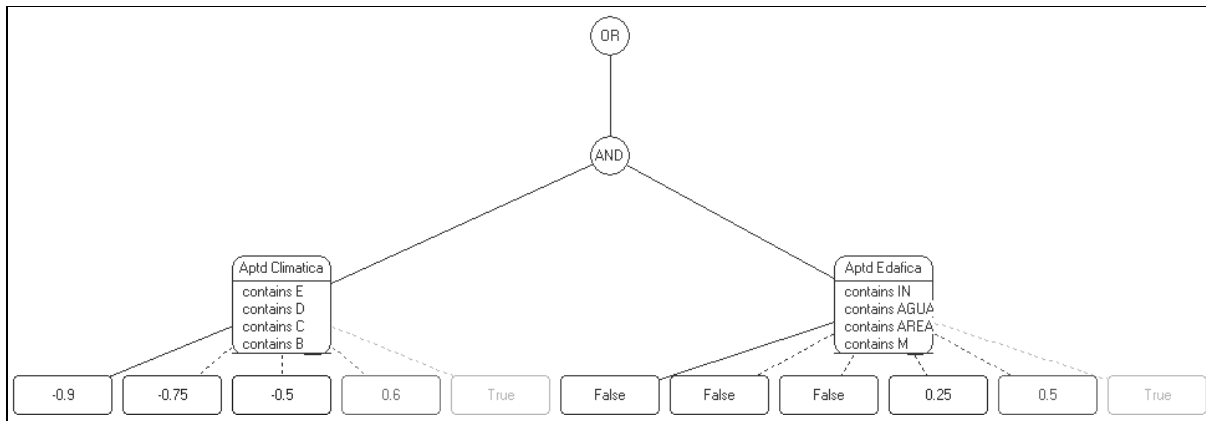 OR
AND
Aptd Climatica
contains E
contains D
contains C
contains B
Aptd Edafica
contains IN
contains AGUA
contains AREA
contains M
-0.9
-0.75
-0.5
0.6
True
False
False
False
0.25
0.5
True